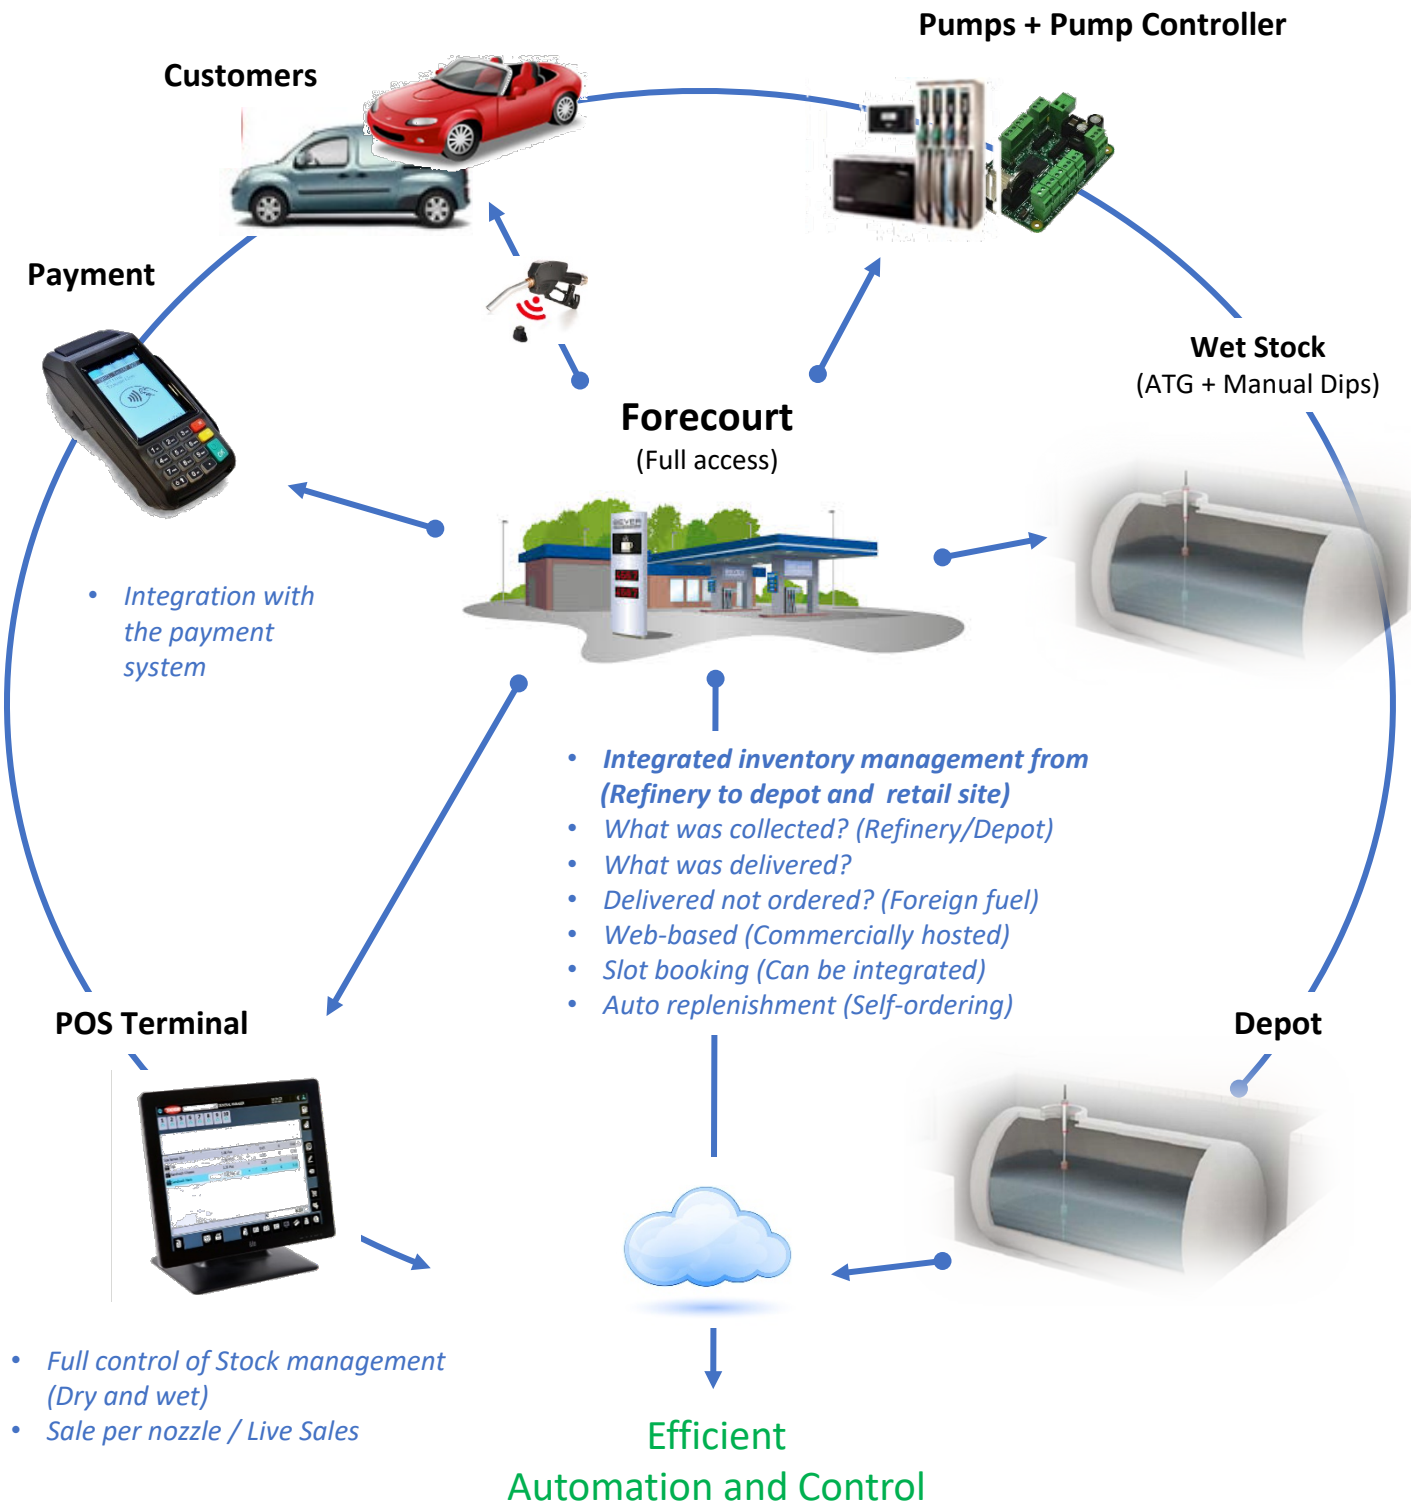 Pumps + Pump Controller
Customers
Payment
Wet Stock
(ATG + Manual Dips)
Forecourt
(Full access)
• Integration with
the payment
system
• Integrated inventory management from
(Refinery to depot and retail site)
• What was collected? (Refinery/Depot)
• What was delivered?
• Delivered not ordered? (Foreign fuel)
• Web-based (Commercially hosted)
• Slot booking (Can be integrated)
• Auto replenishment (Self-ordering)
POS Terminal
Depot
• Full control of Stock management
(Dry and wet)
• Sale per nozzle / Live Sales
Efficient
Automation and Control